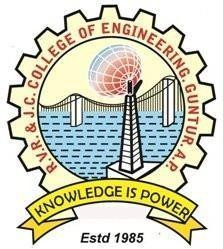 R.V.R & J.C. COLLEGE OF ENGINEERING. GUNTUR. A.P.
KNOWLEDGE IS POWER
Estd 1985